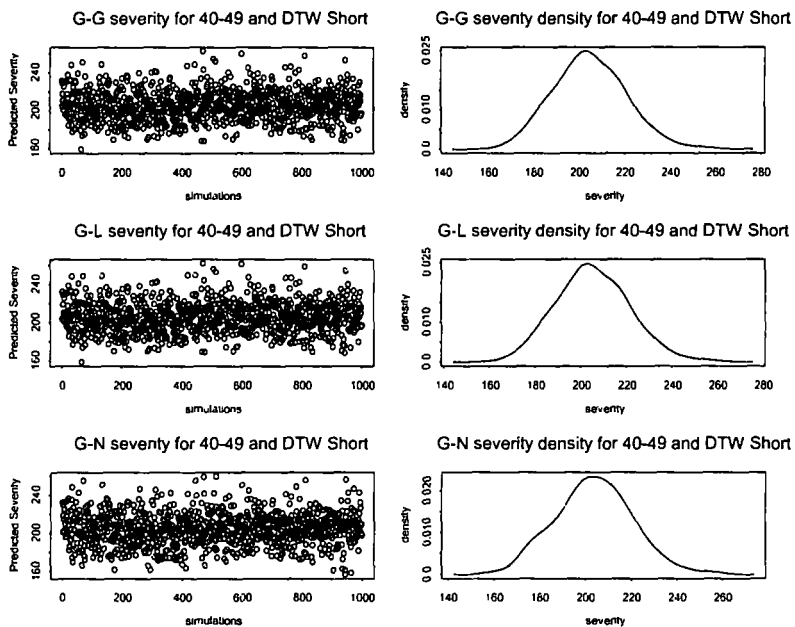 G-G severity for 40-49 and DTW Short
G-G severity density for 40-49 and DTW Short
Predicted Severity
240
200
160
0 200 400 600 800 1000
simulations
density
0.025
0.010
0.0
140 160 180 200 220 240 260 280
severity
G-L severity for 40-49 and DTW Short
G-L severity density for 40-49 and DTW Short
Predicted Severity
240
200
160
0 200 400 600 800 1000
simulations
density
0.025
0.010
0.0
140 160 180 200 220 240 260 280
severity
G-N severity for 40-49 and DTW Short
G-N severity density for 40-49 and DTW Short
Predicted Severity
240
200
160
0 200 400 600 800 1000
simulations
density
0.020
0.010
0.0
140 160 180 200 220 240 260
severity